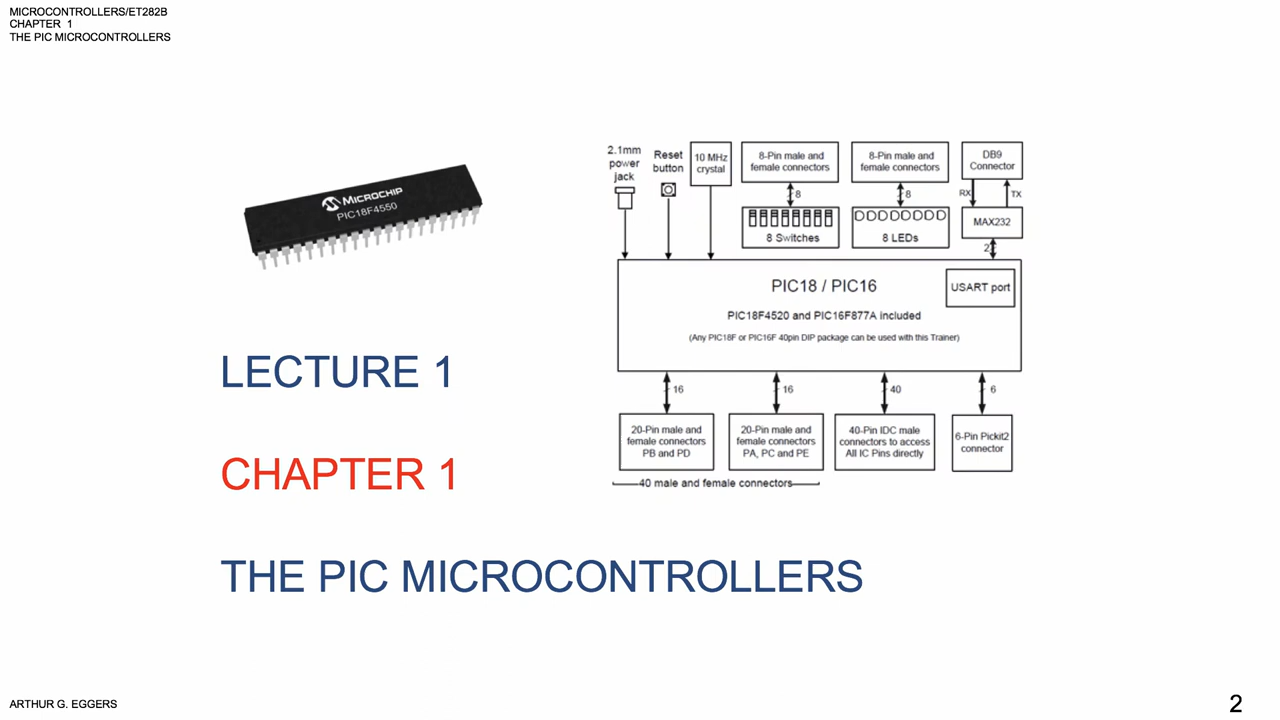 MICROCONTROLLERS/ET282B
CHAPTER 1
THE PIC MICROCONTROLLERS
MICROCHIP
PIC18F4550
2.1mm
power
jack
Reset
button
10 MHz
crystal
8-Pin male and
female connectors
8-Pin male and
female connectors
DB9
Connector
8
8
RX
TX
8 Switches
8 LEDs
MAX232
2
PIC18 / PIC16
USART port
PIC18F4520 and PIC16F877A included
(Any PIC18F or PIC16F 40pin DIP package can be used with this Trainer)
16
16
40
6
20-Pin male and
female connectors
PB and PD
20-Pin male and
female connectors
PA, PC and PE
40-Pin IDC male
connectors to access
All IC Pins directly
6-Pin Pickit2
connector
40 male and female connectors
LECTURE 1
CHAPTER 1
THE PIC MICROCONTROLLERS
ARTHUR G. EGGERS
2